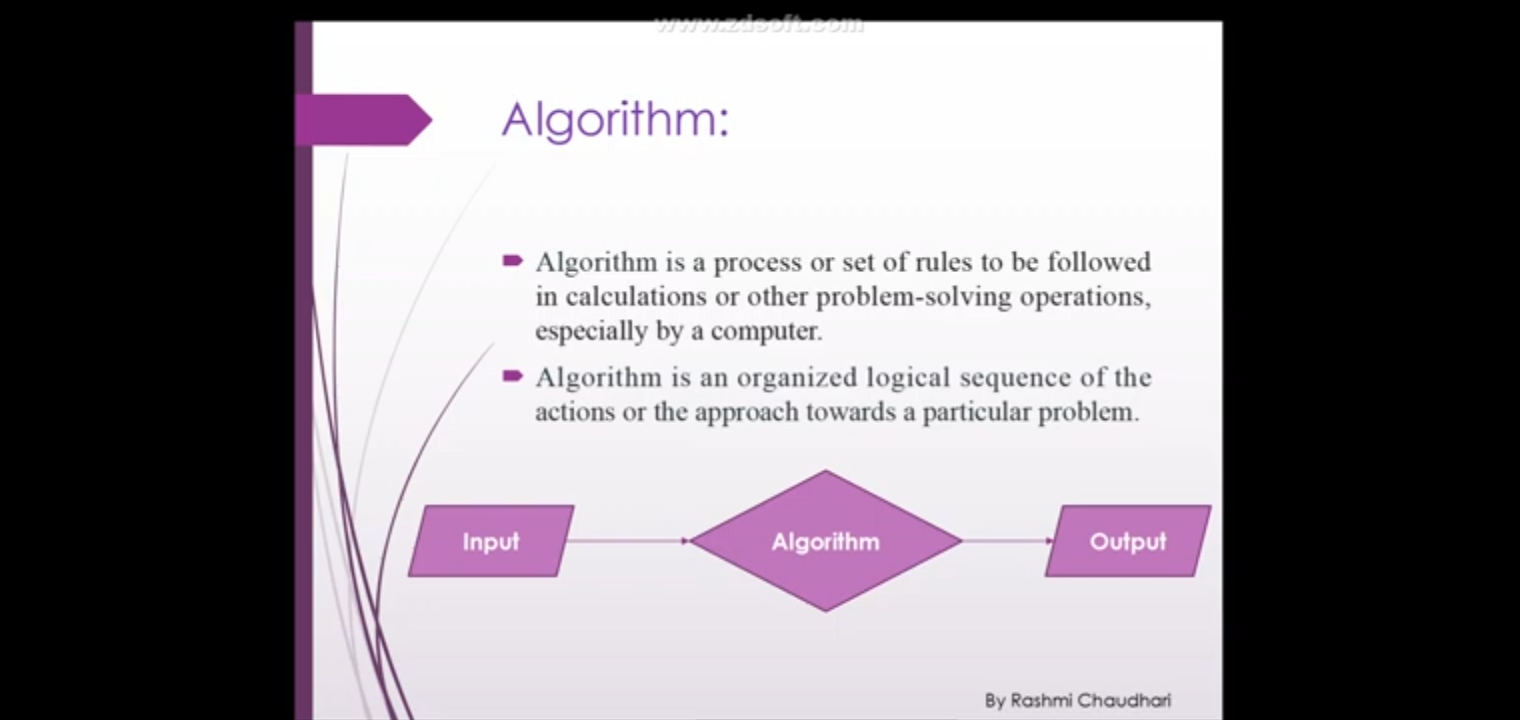 www.zdsoft.com
Algorithm:
Algorithm is a process or set of rules to be followed
in calculations or other problem-solving operations,
especially by a computer.
Algorithm is an organized logical sequence of the
actions or the approach towards a particular problem.
Input
Algorithm
Output
By Rashmi Chaudhari